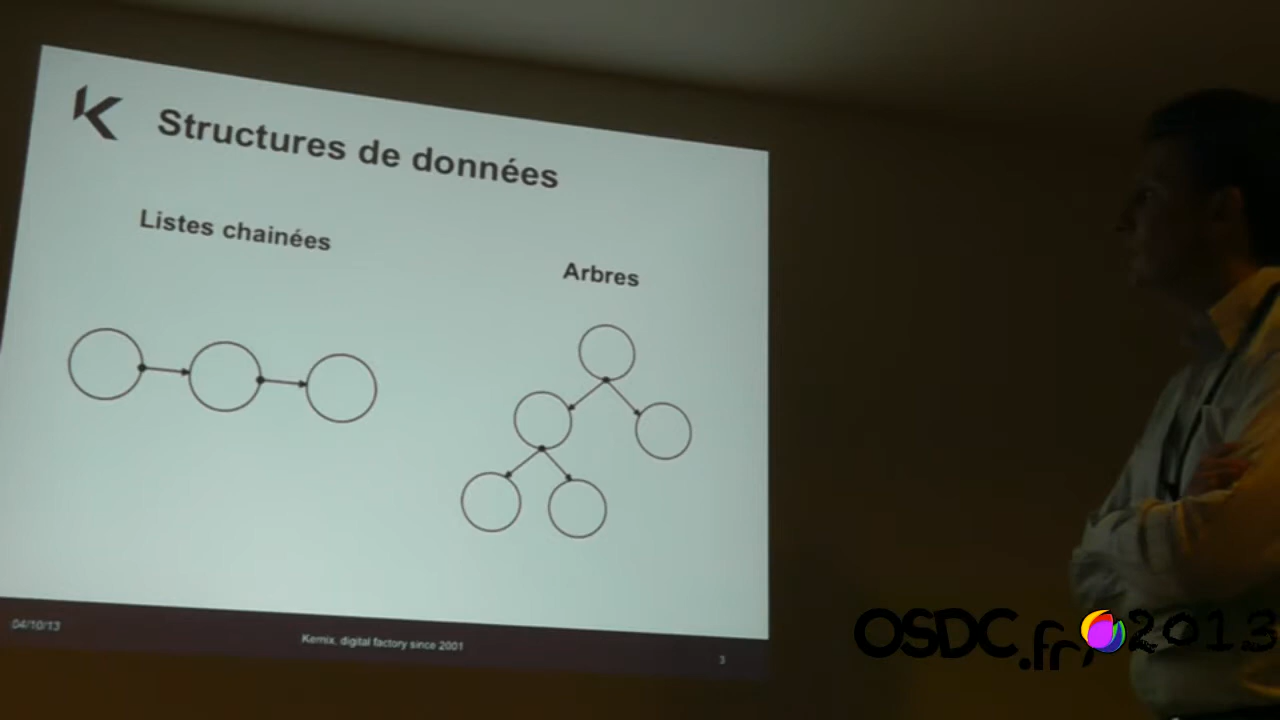 Structures de données
Listes chainées
Arbres
04/10/13
Kernix, digital factory since 2001
3
OSDC.fr 2013